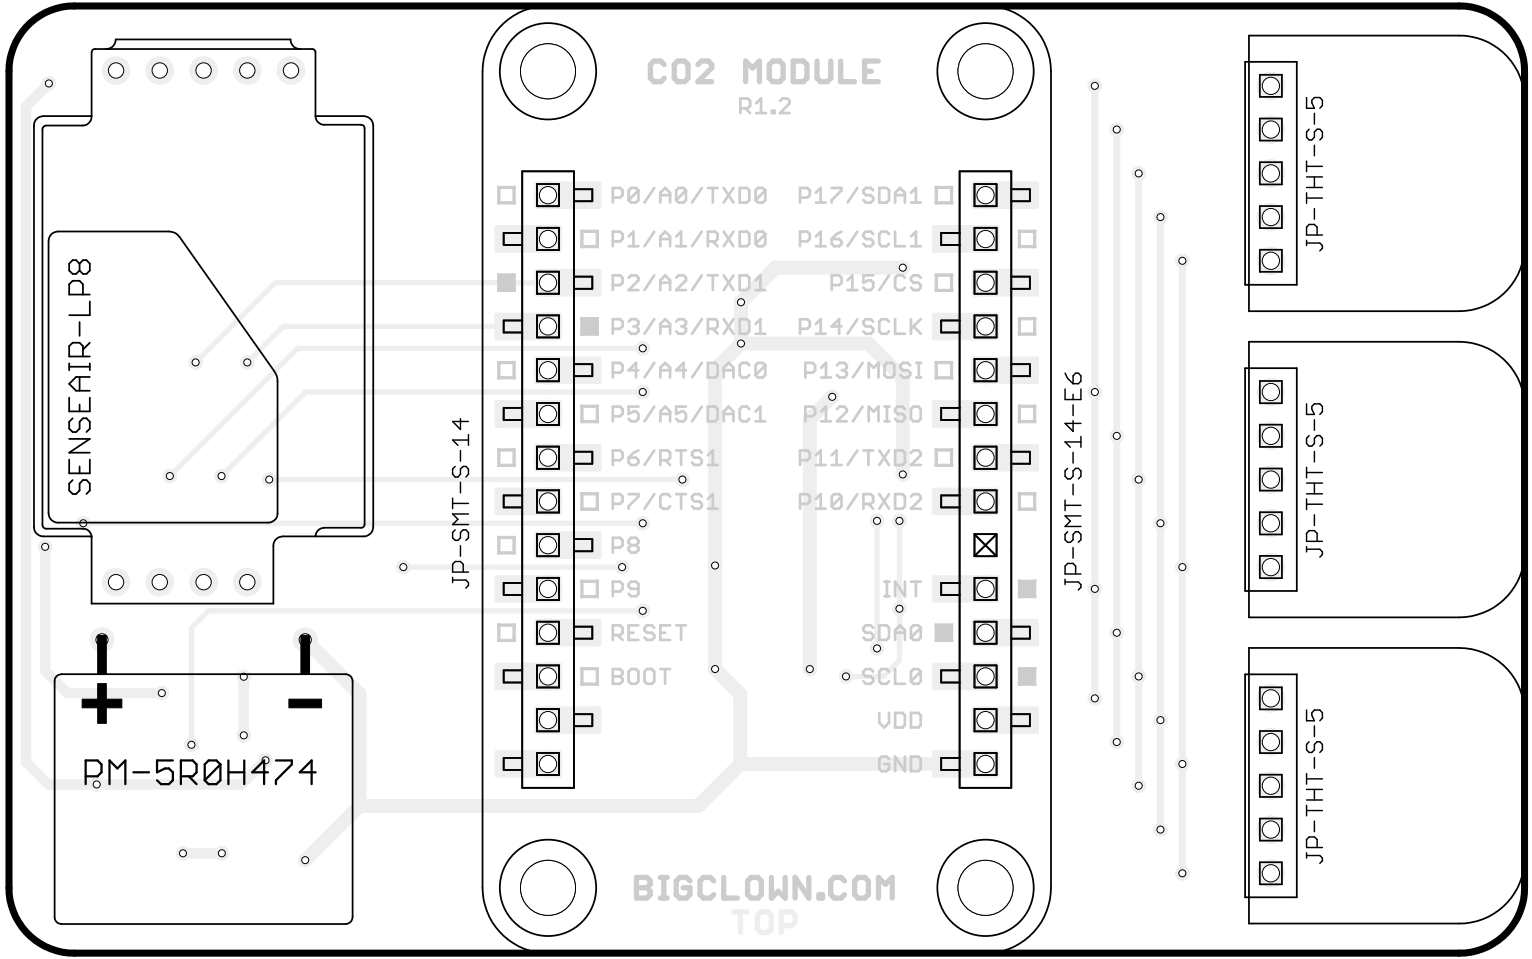 CO2 MODULE
R1.2
P0/A0/TXD0
P17/SDA1
P1/A1/RXD0
P16/SCL1
P2/A2/TXD1
P15/CS
P3/A3/RXD1
P14/SCLK
P4/A4/DAC0
P13/MOSI
P5/A5/DAC1
P12/MISO
P6/RTS1
P11/TXD2
P7/CTS1
P10/RXD2
P8
P9
INT
RESET
SDA0
BOOT
SCL0
VDD
GND
SENSEAIR-LP8
JP-SMT-S-14
JP-SMT-S-14-E6
JP-THT-S-5
JP-THT-S-5
JP-THT-S-5
+ −
PM-5R0H474
BIGCLOWN.COM
TOP